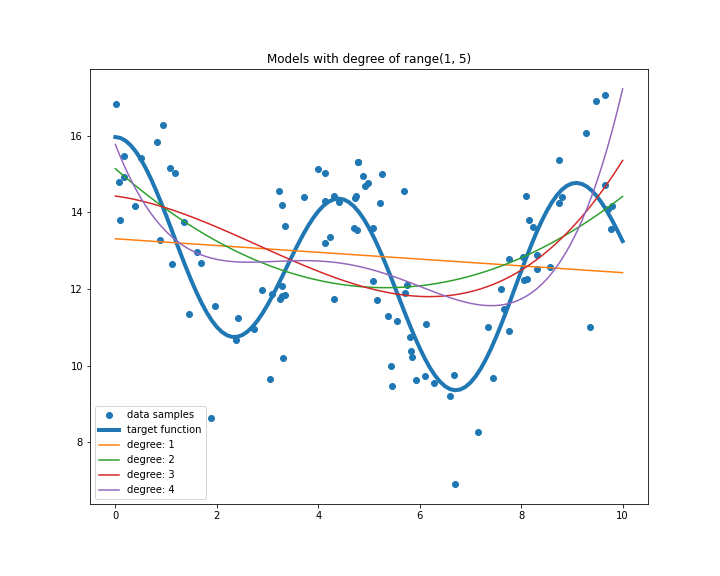 Models with degree of range(1, 5)
16
14
12
10
8
data samples
target function
degree: 1
degree: 2
degree: 3
degree: 4
0 2 4 6 8 10